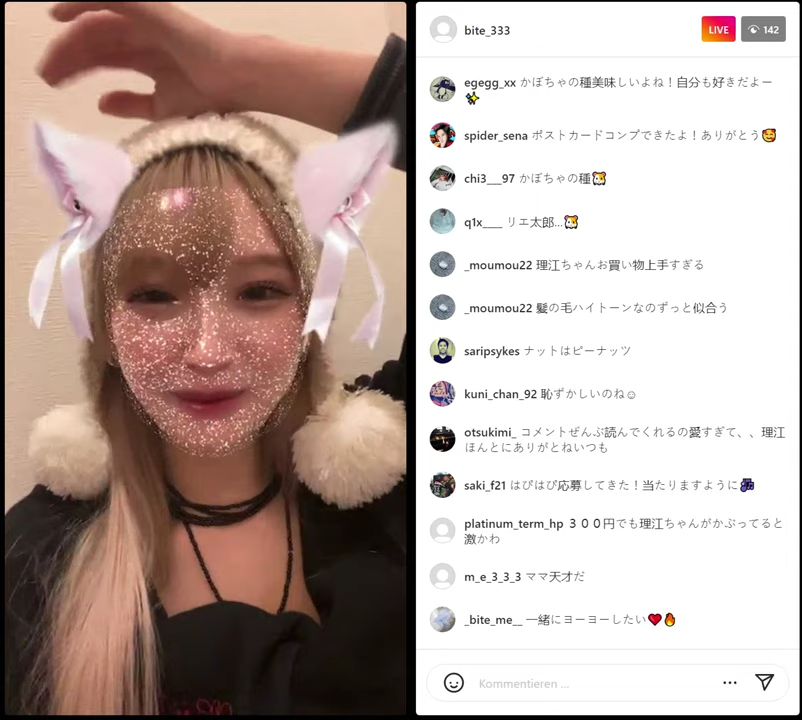 bite_333
LIVE
142
egegg_xx かぼちゃの種美味しいよね！自分も好きだよー
✨
spider_sena ポストカードコンプできたよ！ありがとう🥰
chi3___97 かぼちゃの種🐹
q1x____ リエ太郎...🐹
_moumou22 理江ちゃんお買い物上手すぎる
_moumou22 髪の毛ハイトーンなのずっと似合う
saripsykes ナットはピーナッツ
kuni_chan_92 恥ずかしいのね☺
otsukimi_ コメントぜんぶ読んでくれるの愛すぎて、、理江
ほんとにありがとねいつも
saki_f21 はぴはぴ応募してきた！当たりますように🎶
platinum_term_hp ３００円でも理江ちゃんがかぶってると
激かわ
m_e_3_3_3 ママ天才だ
_bite_me__ 一緒にヨーヨーしたい❤️🔥
Kommentieren ...